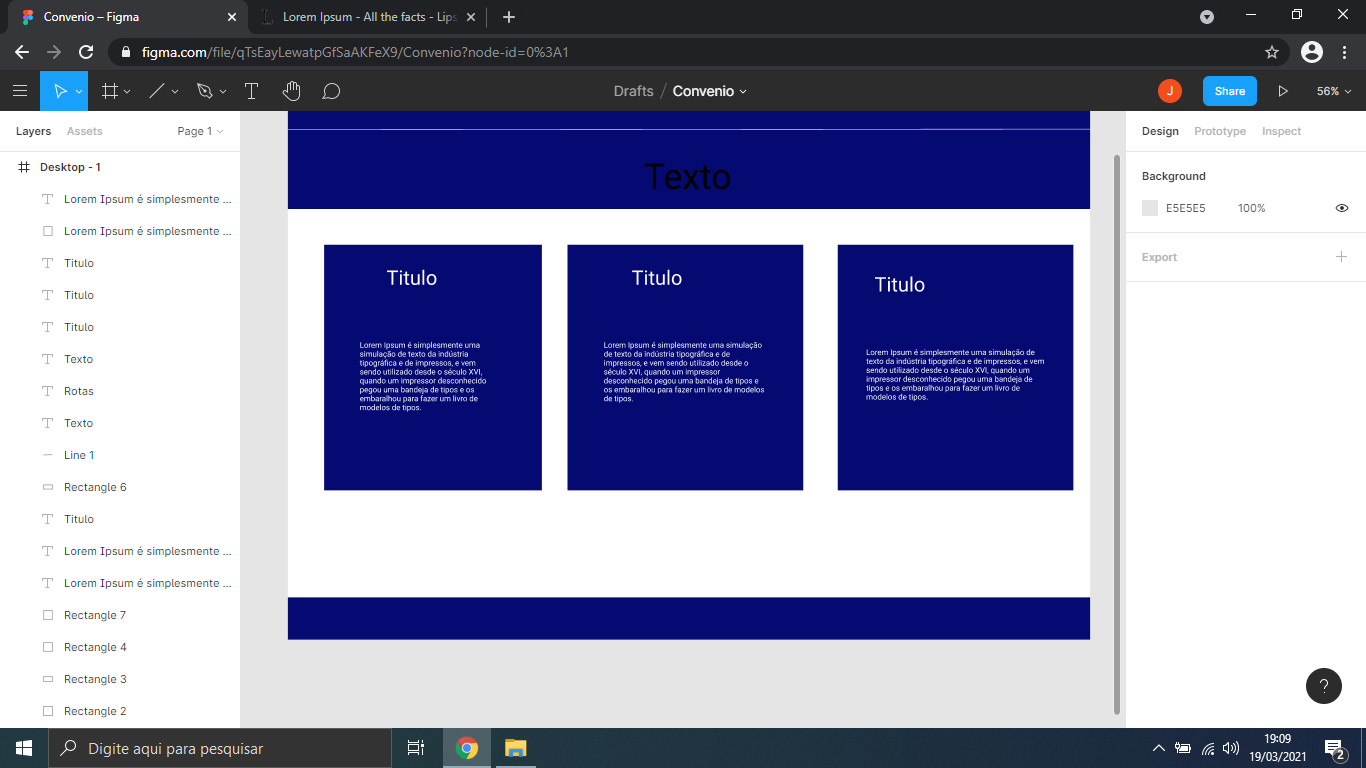 Convenio – Figma
Lorem Ipsum - All the facts - Lips
figma.com/file/qTsEayLewatpGfSaAKFeX9/Convenio?node-id=0%3A1
Drafts / Convenio
J
Share
56%
Layers
Assets
Page 1
Desktop - 1
Lorem Ipsum é simplesmente ...
Lorem Ipsum é simplesmente ...
Titulo
Titulo
Titulo
Texto
Rotas
Texto
Line 1
Rectangle 6
Titulo
Lorem Ipsum é simplesmente ...
Lorem Ipsum é simplesmente ...
Rectangle 7
Rectangle 4
Rectangle 3
Rectangle 2
Texto
Titulo
Lorem Ipsum é simplesmente uma
simulação de texto da indústria
tipográfica e de impressos, e vem
sendo utilizado desde o século XVI,
quando um impressor desconhecido
pegou uma bandeja de tipos e os
embaralhou para fazer um livro de
modelos de tipos.
Titulo
Lorem Ipsum é simplesmente uma simulação
de texto da indústria tipográfica e de
impressos, e vem sendo utilizado desde o
século XVI, quando um impressor
desconhecido pegou uma bandeja de tipos e
os embaralhou para fazer um livro de modelos
de tipos.
Titulo
Lorem Ipsum é simplesmente uma simulação de
texto da indústria tipográfica e de impressos, e vem
sendo utilizado desde o século XVI, quando um
impressor desconhecido pegou uma bandeja de
tipos e os embaralhou para fazer um livro de
modelos de tipos.
Design
Prototype
Inspect
Background
E5E5E5
100%
Export
?
Digite aqui para pesquisar
19:09
19/03/2021
2